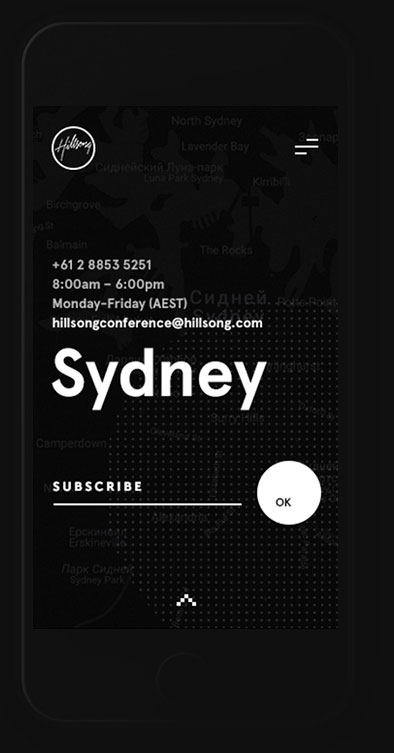 North Sydney
Hillsong
Lavender Bay
Сиднейский Луна-парк
Luna Park Sydney
Kirribilli
Birchgrove
Balmain
The Rocks
+61 2 8853 5251
8:00am – 6:00pm
Monday–Friday (AEST)
hillsongconference@hillsong.com
Сидней
Sydney
Sydney
Camperdown
SUBSCRIBE
OK
Ерскинвил
Erskineville
Парк Сидней
Sydney Park